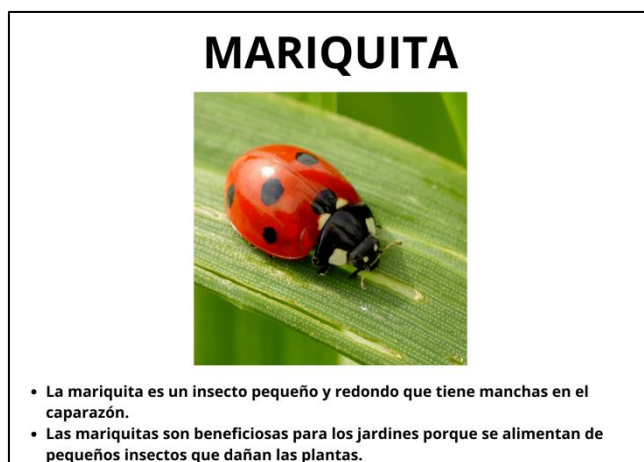 MARIQUITA
• La mariquita es un insecto pequeño y redondo que tiene manchas en el
caparazón.
• Las mariquitas son beneficiosas para los jardines porque se alimentan de
pequeños insectos que dañan las plantas.